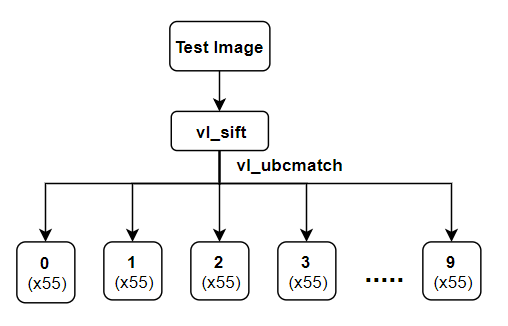 Test Image
vl_sift
vl_ubcmatch
0 1 2 3 ..... 9
(x55) (x55) (x55) (x55) (x55)